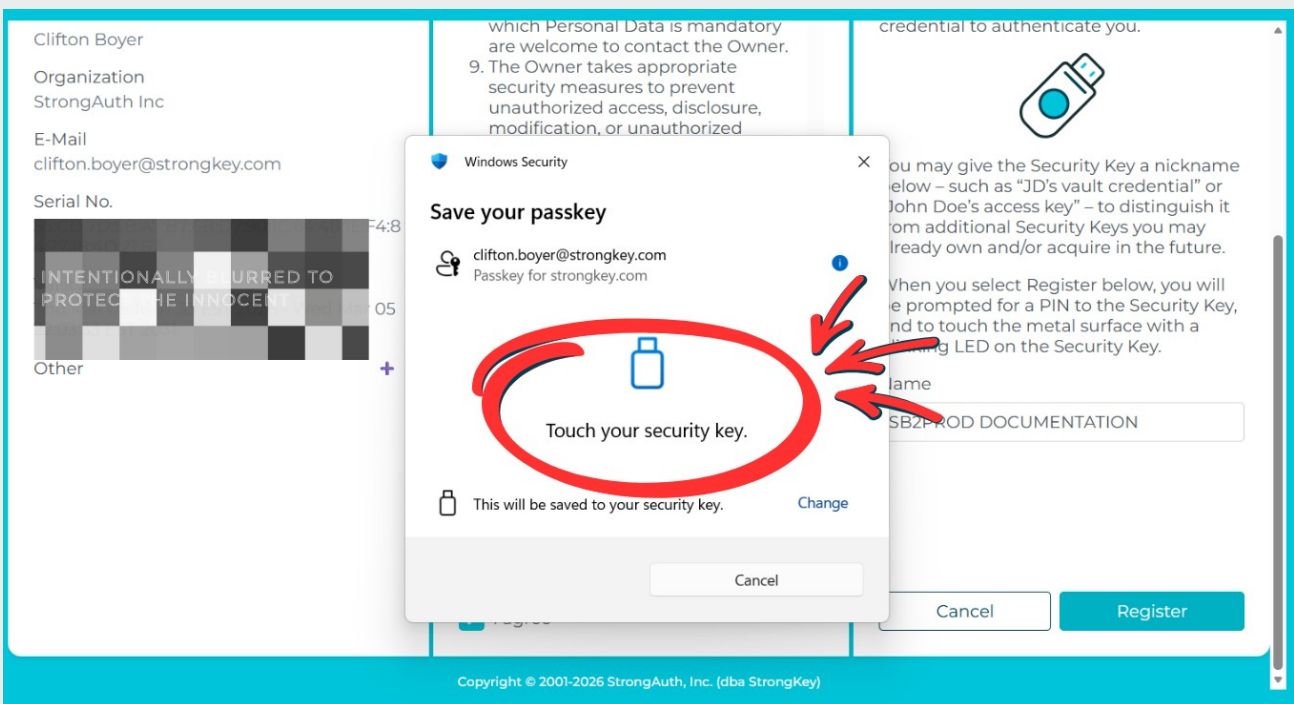 Clifton Boyer
Organization
StrongAuth Inc
E-Mail
clifton.boyer@strongkey.com
Serial No.
F4:8
INTENTIONALLY BLURRED TO
PROTECT THE INNOCENT
05
Other
+
which Personal Data is mandatory
are welcome to contact the Owner.
9. The Owner takes appropriate
security measures to prevent
unauthorized access, disclosure,
modification, or unauthorized
Windows Security
Save your passkey
clifton.boyer@strongkey.com
Passkey for strongkey.com
Touch your security key.
This will be saved to your security key.
Change
Cancel
I agree
credential to authenticate you.
ou may give the Security Key a nickname
elow – such as “JD’s vault credential” or
John Doe’s access key” – to distinguish it
rom additional Security Keys you may
lready own and/or acquire in the future.
When you select Register below, you will
e prompted for a PIN to the Security Key,
nd to touch the metal surface with a
LED on the Security Key.
Name
SB2PROD DOCUMENTATION
Cancel
Register
Copyright © 2001-2026 StrongAuth, Inc. (dba StrongKey)